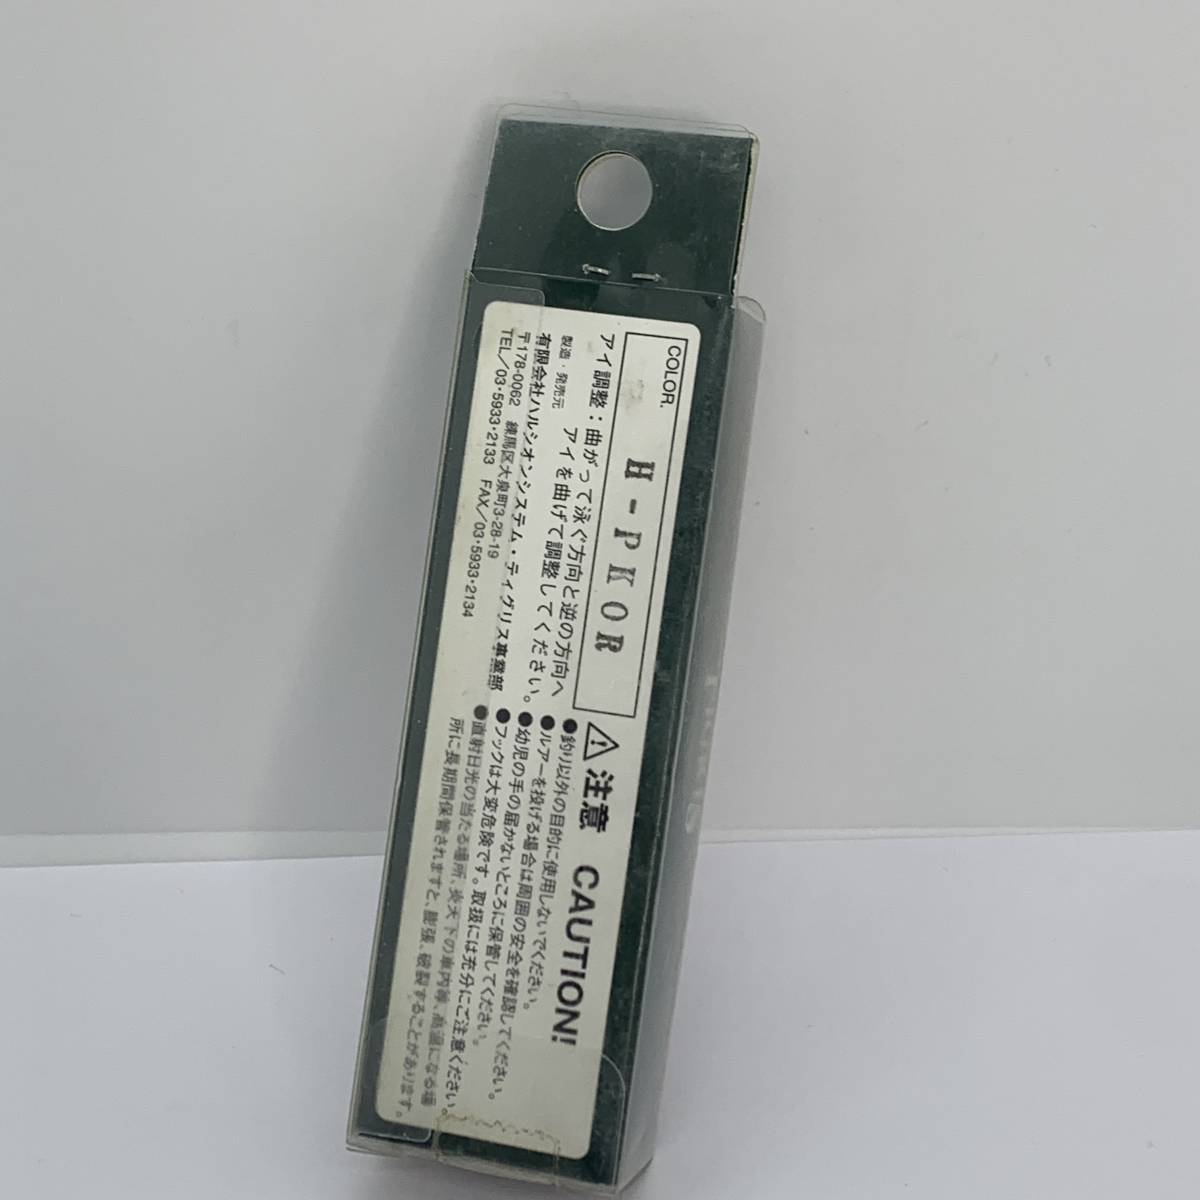 COLOR.
H-PKOR
アイ調整：曲がって泳ぐ方向と逆の方向へ
アイを曲げて調整してください。
製造・発売元
有限会社ハルシオンシステム・ティグリス事業部
〒178-0062 練馬区大泉町3-28-19
TEL／03・5933・2133 FAX／03・5933・2134
注意 CAUTION!
●釣り以外の目的に使用しないでください。
●ルアーを投げる場合は周囲の安全を確認してください。
●幼児の手の届かないところに保管してください。
●フックは大変危険です。取扱には充分にご注意ください。
●直射日光の当たる場所、炎天下の車内等、高温になる場
所に長期間保管されますと、膨張、破裂することがあります。